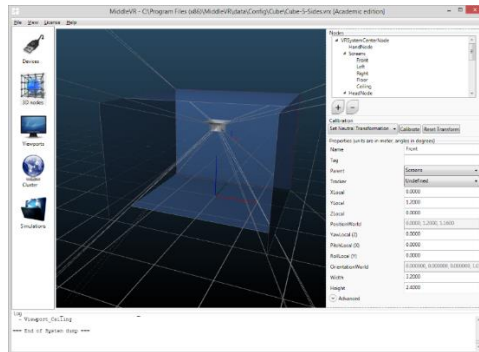 MiddleVR - C:\Program Files (x86)\MiddleVR\data\Config\Cube\Cube-5-Sides.vrx (Academic edition)
File View License Help
Devices
3D nodes
Viewports
Cluster
Simulations
Nodes
VRSystemCenterNode
HandNode
Screens
Front
Left
Right
Floor
Ceiling
HeadNode
Calibration
Set Neutral Transformation Calibrate Reset Transform
Properties (units are in meter, angles in degrees)
Name Front
Tag
Parent Screens
Tracker Undefined
XLocal 0.0000
YLocal 1.2000
ZLocal 0.0000
PositionWorld
YawLocal (Z) 0.0000
PitchLocal (X) 0.0000
RollLocal (Y) 0.0000
OrientationWorld
Width 3.2000
Height 2.4000
Advanced
Log
- Viewport_Ceiling
=== End of System dump ===